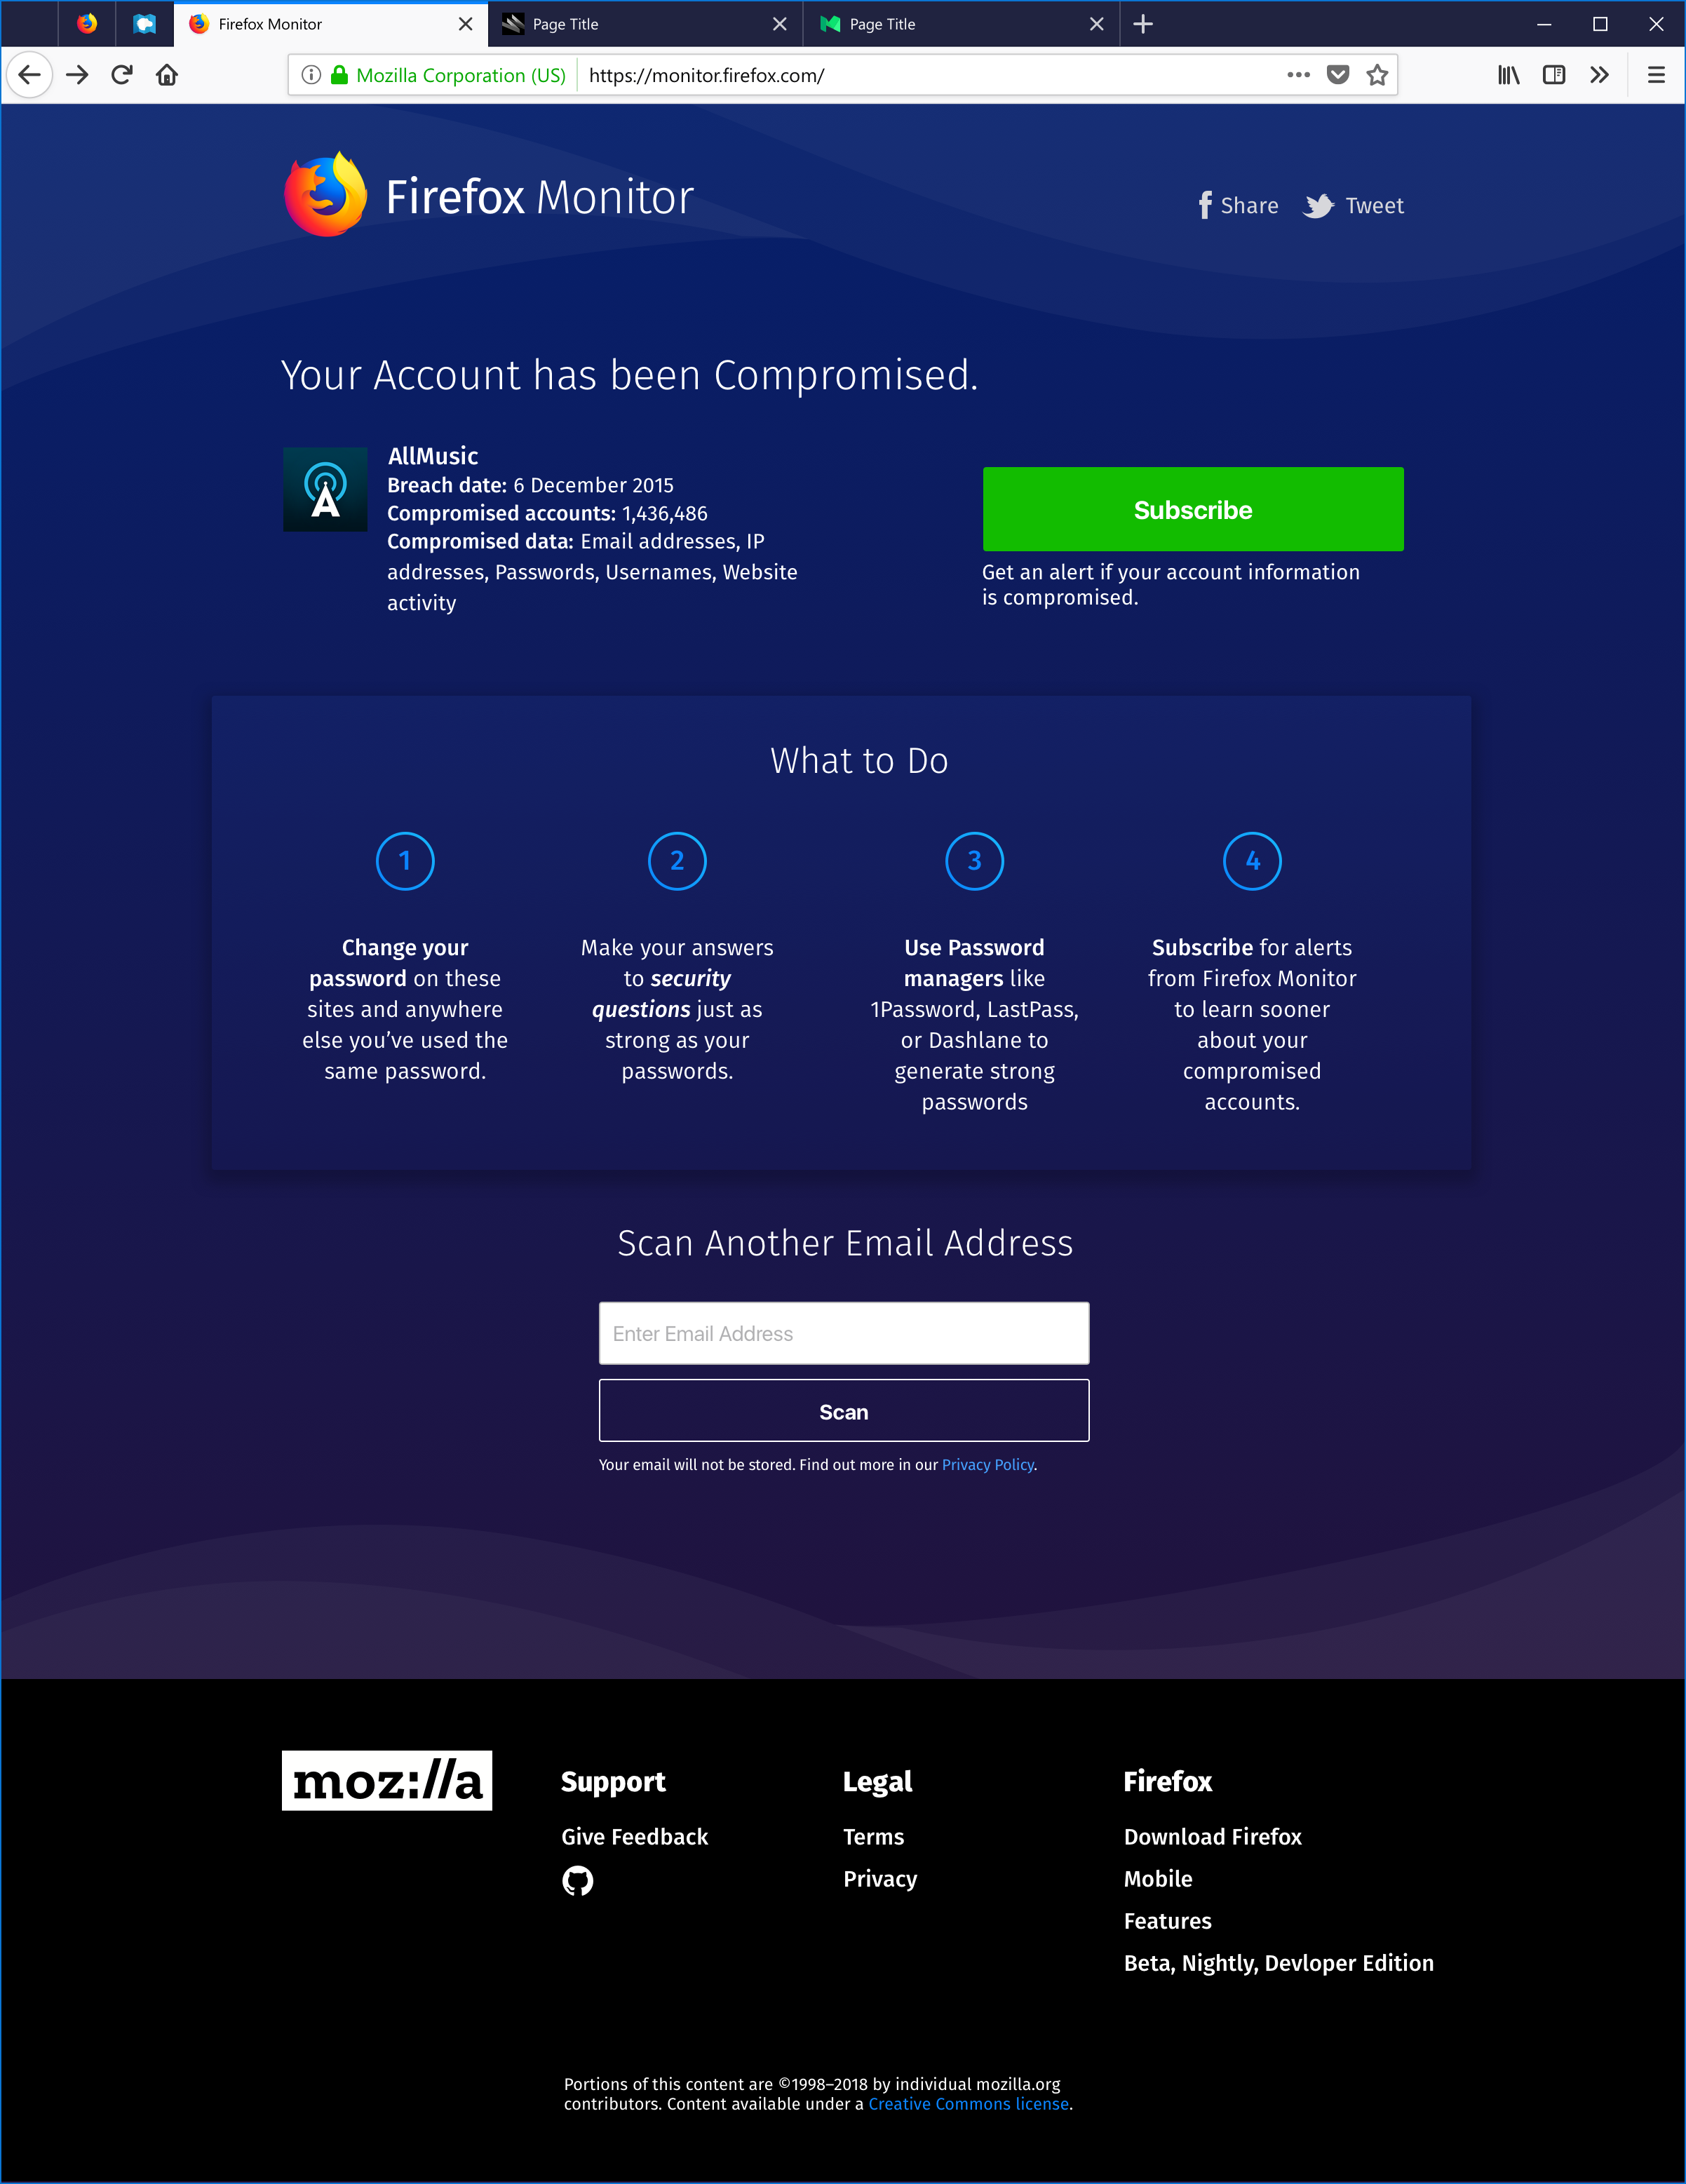 Firefox Monitor
Page Title
Page Title
Mozilla Corporation (US)
https://monitor.firefox.com/
Firefox Monitor
Share
Tweet
Your Account has been Compromised.
AllMusic
Breach date: 6 December 2015
Compromised accounts: 1,436,486
Compromised data: Email addresses, IP
addresses, Passwords, Usernames, Website
activity
Subscribe
Get an alert if your account information
is compromised.
What to Do
1
Change your
password on these
sites and anywhere
else you’ve used the
same password.
2
Make your answers
to security
questions just as
strong as your
passwords.
3
Use Password
managers like
1Password, LastPass,
or Dashlane to
generate strong
passwords
4
Subscribe for alerts
from Firefox Monitor
to learn sooner
about your
compromised
accounts.
Scan Another Email Address
Enter Email Address
Scan
Your email will not be stored. Find out more in our Privacy Policy.
moz://a
Support
Give Feedback
Legal
Terms
Privacy
Firefox
Download Firefox
Mobile
Features
Beta, Nightly, Devloper Edition
Portions of this content are ©1998–2018 by individual mozilla.org
contributors. Content available under a Creative Commons license.